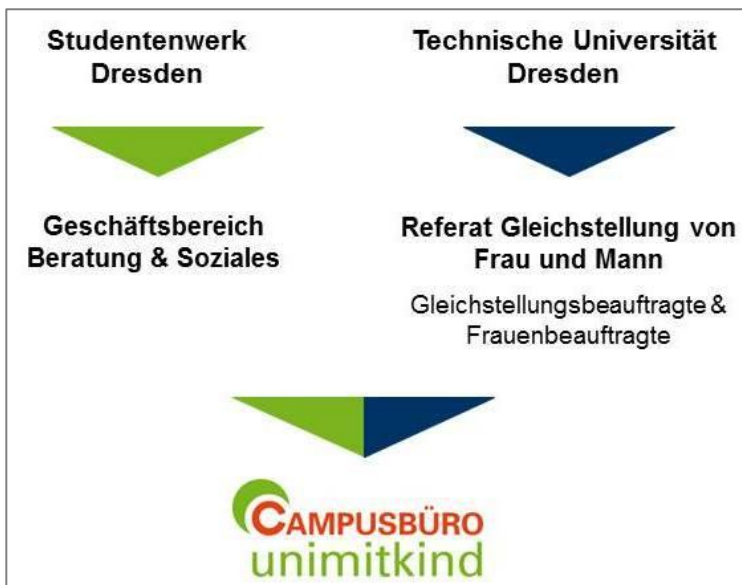 Studentenwerk
Dresden
Technische Universität
Dresden
Geschäftsbereich
Beratung & Soziales
Referat Gleichstellung von
Frau und Mann
Gleichstellungsbeauftragte &
Frauenbeauftragte
CAMPUSBÜRO
unimitkind